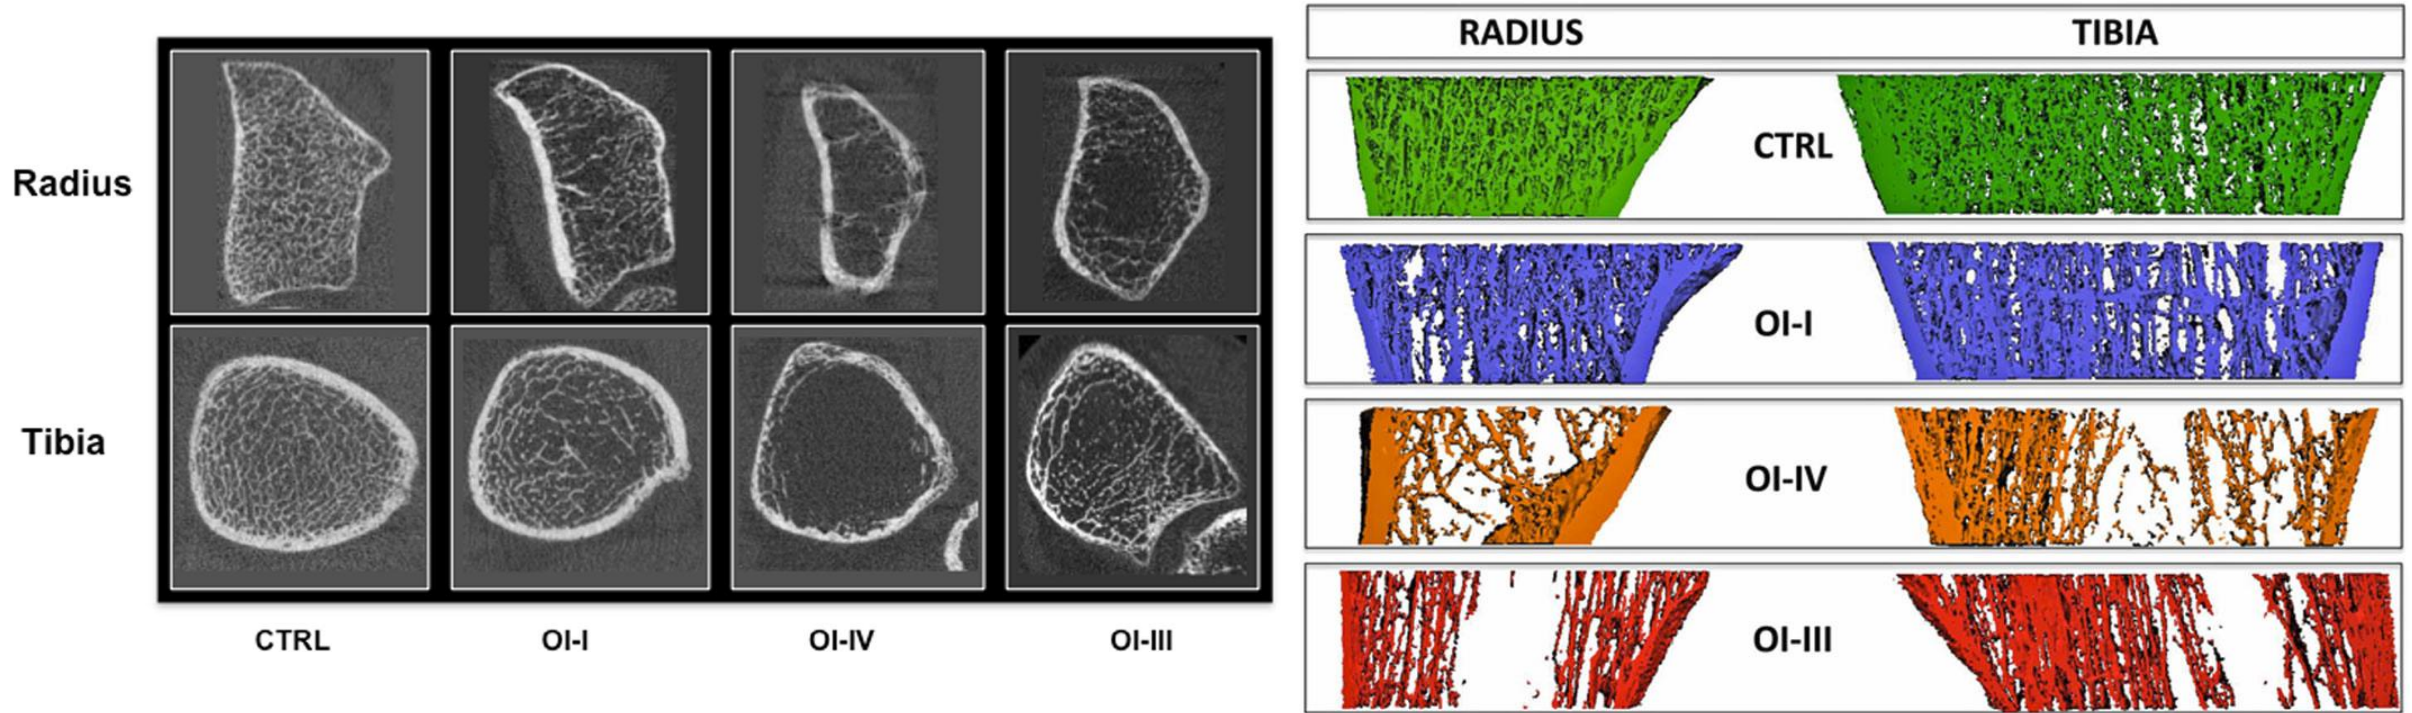 Radius
Tibia
CTRL
OI-I
OI-IV
OI-III
RADIUS
TIBIA
CTRL
OI-I
OI-IV
OI-III